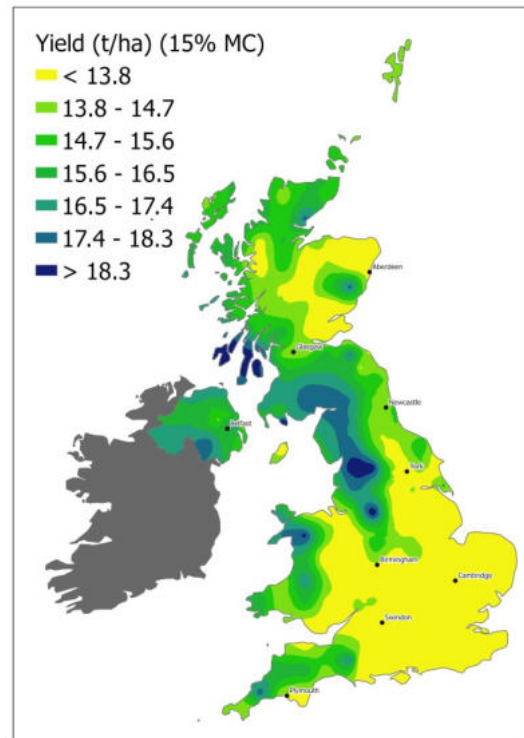 Yield (t/ha) (15% MC)
< 13.8
13.8 - 14.7
14.7 - 15.6
15.6 - 16.5
16.5 - 17.4
17.4 - 18.3
> 18.3
Aberdeen
Glasgow
Newcastle
Belfast
York
Birmingham
Cambridge
Swindon
Plymouth